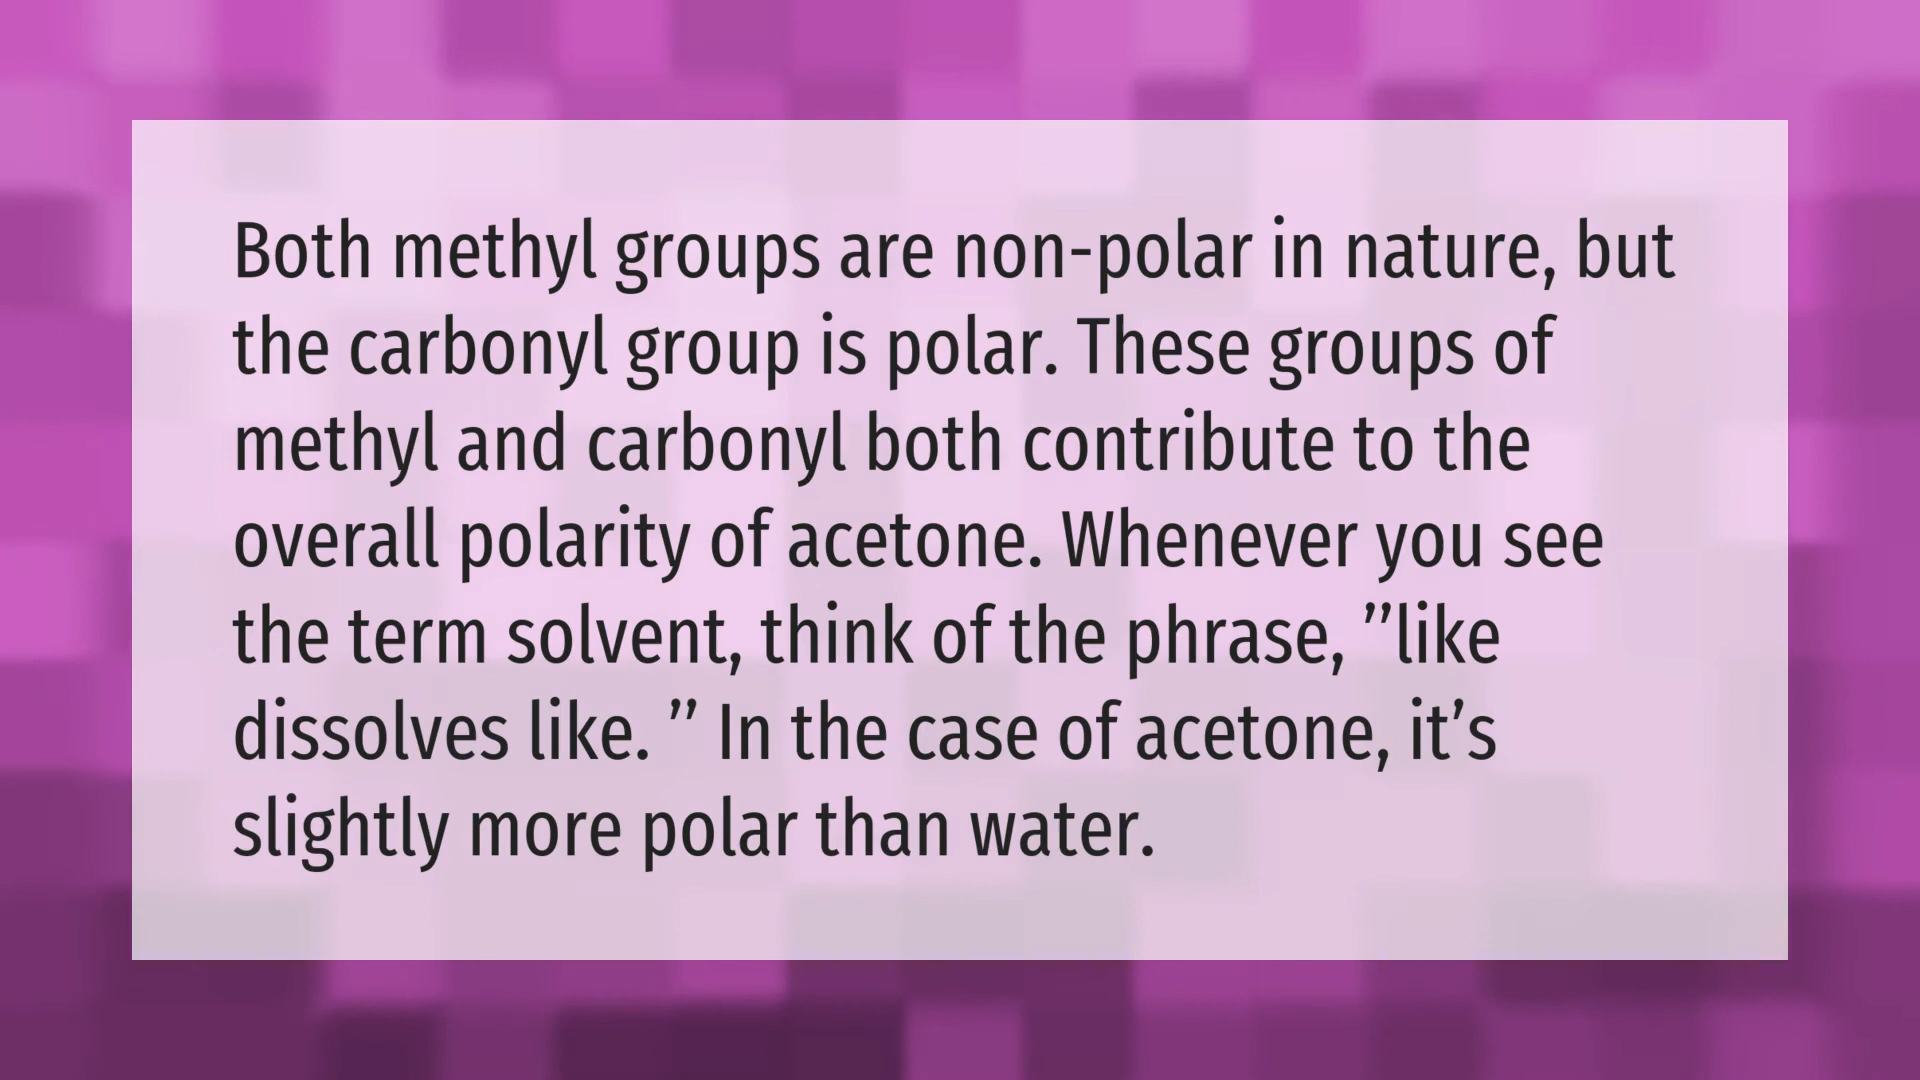 Both methyl groups are non-polar in nature, but
the carbonyl group is polar. These groups of
methyl and carbonyl both contribute to the
overall polarity of acetone. Whenever you see
the term solvent, think of the phrase, ”like
dissolves like. ” In the case of acetone, it’s
slightly more polar than water.